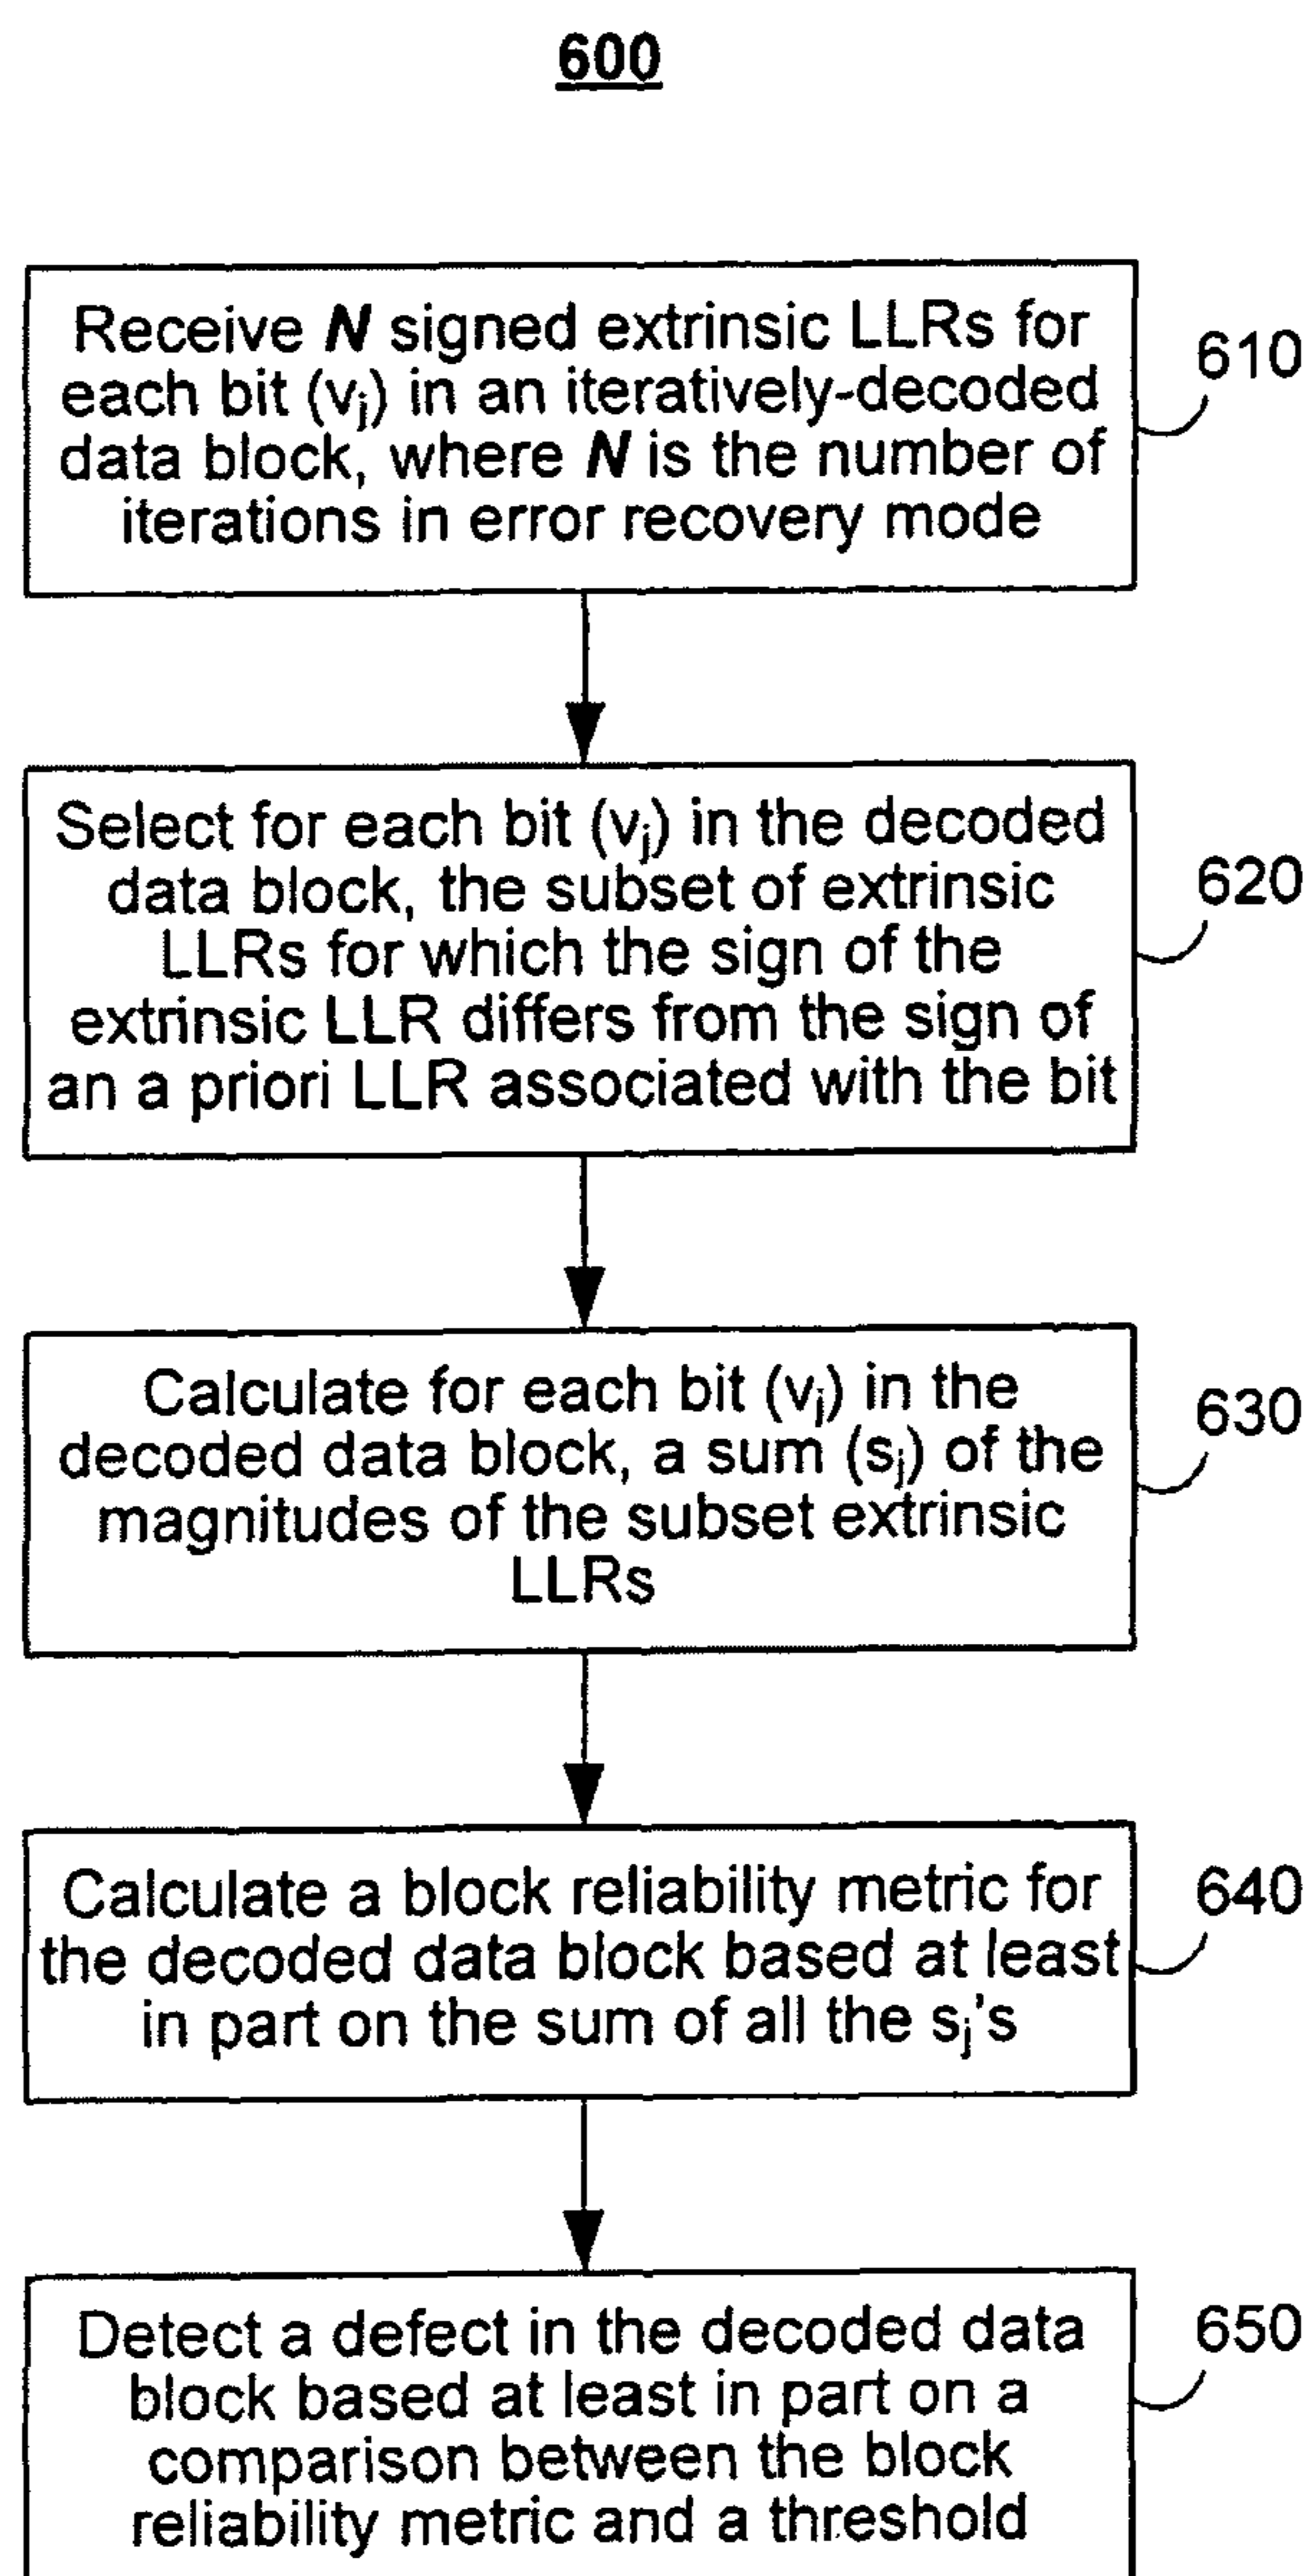 600
Receive N signed extrinsic LLRs for
each bit (vj) in an iteratively-decoded
data block, where N is the number of
iterations in error recovery mode
610
Select for each bit (vj) in the decoded
data block, the subset of extrinsic
LLRs for which the sign of the
extrinsic LLR differs from the sign of
an a priori LLR associated with the bit
620
Calculate for each bit (vj) in the
decoded data block, a sum (sj) of the
magnitudes of the subset extrinsic
LLRs
630
Calculate a block reliability metric for
the decoded data block based at least
in part on the sum of all the sj's
640
Detect a defect in the decoded data
block based at least in part on a
comparison between the block
reliability metric and a threshold
650